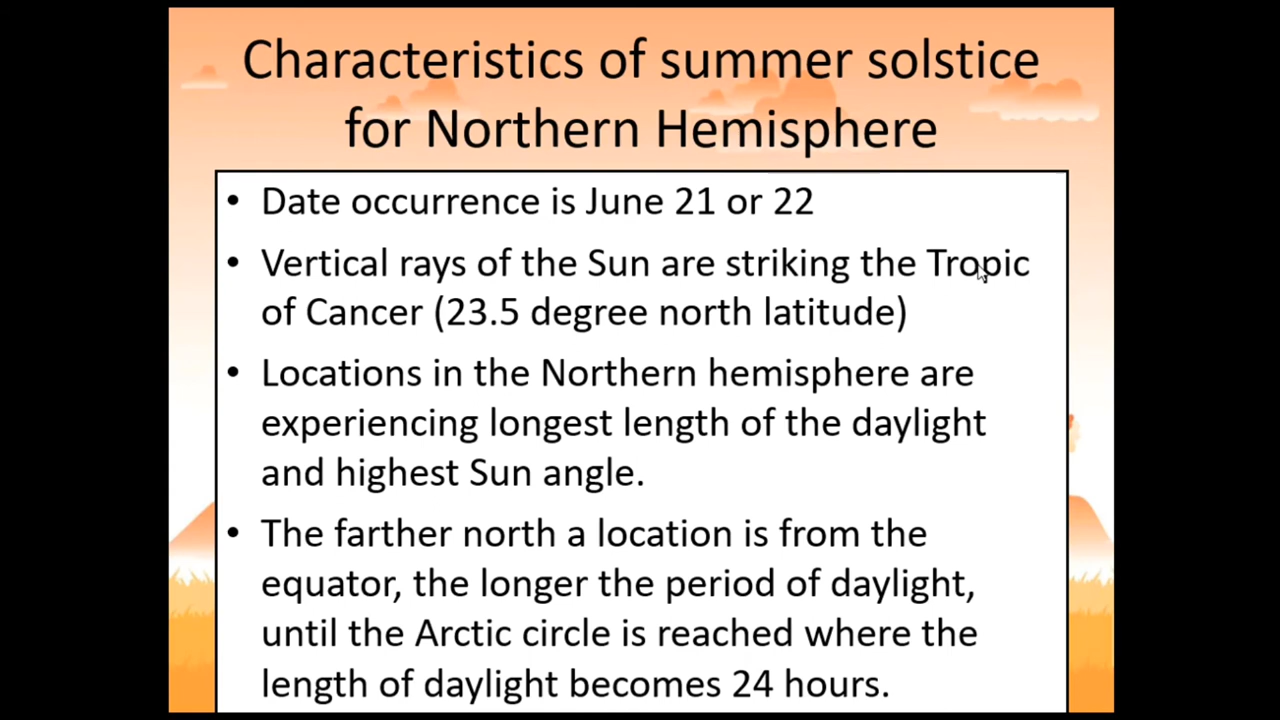 Characteristics of summer solstice
for Northern Hemisphere
• Date occurrence is June 21 or 22
• Vertical rays of the Sun are striking the Tropic
of Cancer (23.5 degree north latitude)
• Locations in the Northern hemisphere are
experiencing longest length of the daylight
and highest Sun angle.
• The farther north a location is from the
equator, the longer the period of daylight,
until the Arctic circle is reached where the
length of daylight becomes 24 hours.